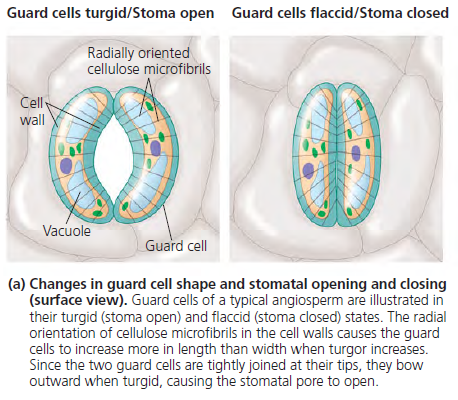 Guard cells turgid/Stoma open Guard cells flaccid/Stoma closed
Radially oriented
cellulose microfibrils
Cell
wall
Vacuole
Guard cell
(a) Changes in guard cell shape and stomatal opening and closing
(surface view). Guard cells of a typical angiosperm are illustrated in
their turgid (stoma open) and flaccid (stoma closed) states. The radial
orientation of cellulose microfibrils in the cell walls causes the guard
cells to increase more in length than width when turgor increases.
Since the two guard cells are tightly joined at their tips, they bow
outward when turgid, causing the stomatal pore to open.